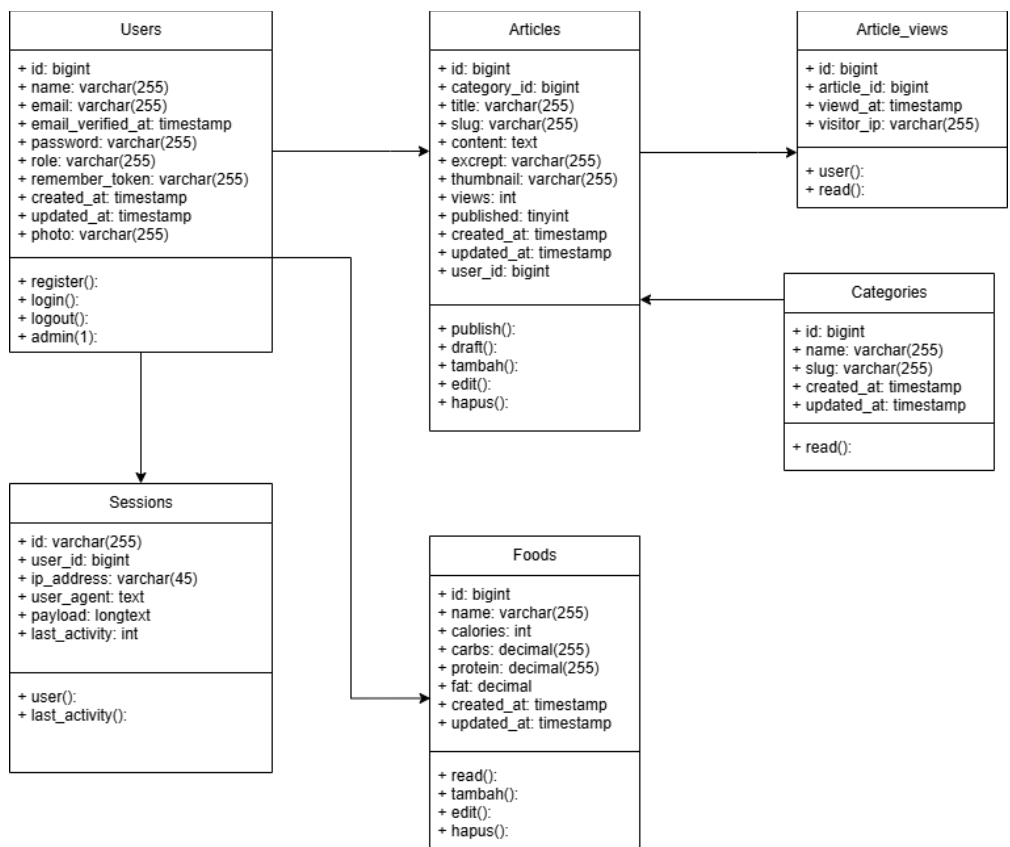 Users
+ id: bigint
+ name: varchar(255)
+ email: varchar(255)
+ email_verified_at: timestamp
+ password: varchar(255)
+ role: varchar(255)
+ remember_token: varchar(255)
+ created_at: timestamp
+ updated_at: timestamp
+ photo: varchar(255)
+ register():
+ login():
+ logout():
+ admin(1):
Articles
+ id: bigint
+ category_id: bigint
+ title: varchar(255)
+ slug: varchar(255)
+ content: text
+ excrept: varchar(255)
+ thumbnail: varchar(255)
+ views: int
+ published: tinyint
+ created_at: timestamp
+ updated_at: timestamp
+ user_id: bigint
+ publish():
+ draft():
+ tambah():
+ edit():
+ hapus():
Article_views
+ id: bigint
+ article_id: bigint
+ viewd_at: timestamp
+ visitor_ip: varchar(255)
+ user():
+ read():
Categories
+ id: bigint
+ name: varchar(255)
+ slug: varchar(255)
+ created_at: timestamp
+ updated_at: timestamp
+ read():
Sessions
+ id: varchar(255)
+ user_id: bigint
+ ip_address: varchar(45)
+ user_agent: text
+ payload: longtext
+ last_activity: int
+ user():
+ last_activity():
Foods
+ id: bigint
+ name: varchar(255)
+ calories: int
+ carbs: decimal(255)
+ protein: decimal(255)
+ fat: decimal
+ created_at: timestamp
+ updated_at: timestamp
+ read():
+ tambah():
+ edit():
+ hapus():